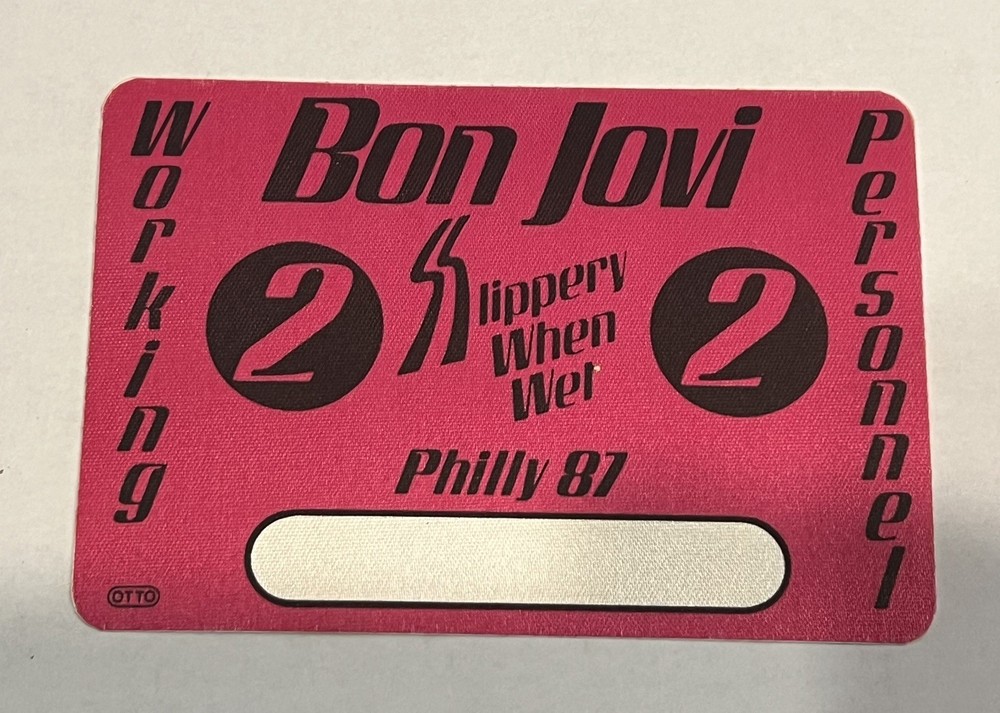 Bon Jovi
Working
Personnel
2
Slippery
When
Wet
2
Philly 87
OTTO